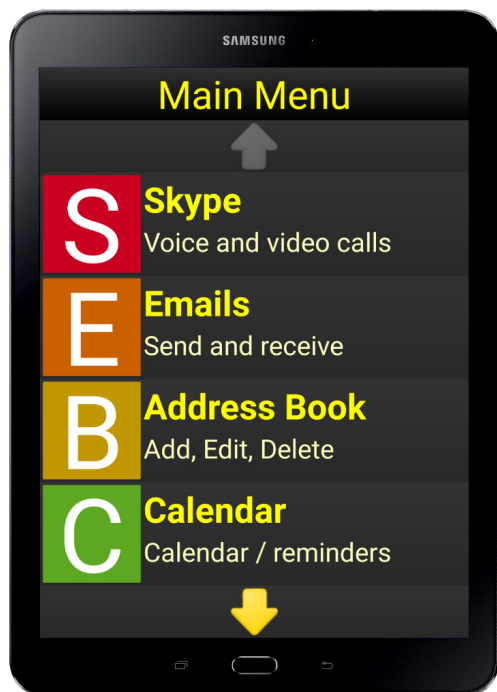 SAMSUNG
Main Menu
S
Skype
Voice and video calls
E
Emails
Send and receive
B
Address Book
Add, Edit, Delete
C
Calendar
Calendar / reminders